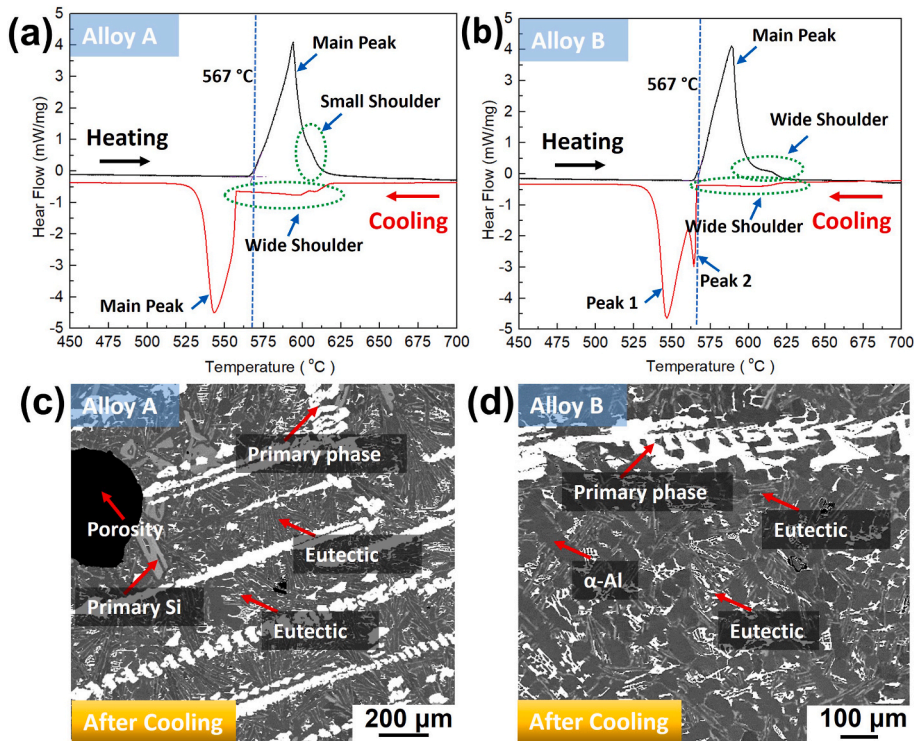 (a) Alloy A
Main Peak
567 °C
Small Shoulder
Heating
Cooling
Wide Shoulder
Main Peak
Hear Flow (mW/mg)
5
4
3
2
1
0
-1
-2
-3
-4
-5
450 475 500 525 550 575 600 625 650 675 700
Temperature ( °C)
(b) Alloy B
Main Peak
567 °C
Wide Shoulder
Heating
Cooling
Wide Shoulder
Peak 2
Peak 1
Hear Flow (mW/mg)
5
4
3
2
1
0
-1
-2
-3
-4
-5
450 475 500 525 550 575 600 625 650 675 700
Temperature ( °C)
(c) Alloy A
Primary phase
Porosity
Eutectic
Primary Si
Eutectic
After Cooling
200 μm
(d) Alloy B
Primary phase
Eutectic
α-Al
Eutectic
After Cooling
100 μm